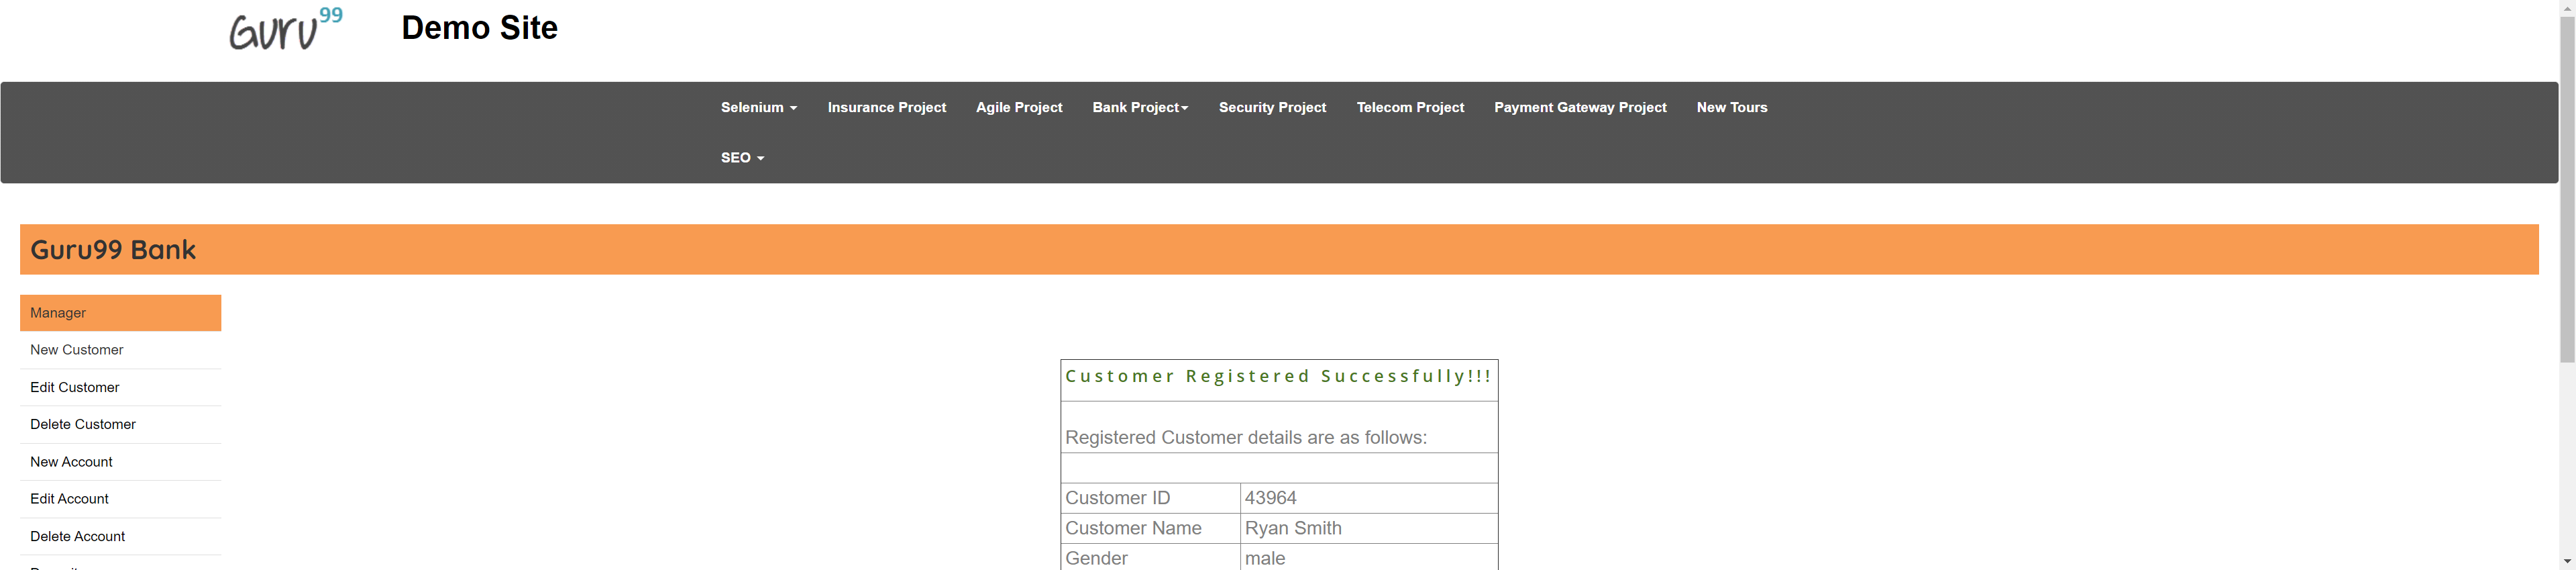 Guru99 Demo Site
Selenium Insurance Project Agile Project Bank Project Security Project Telecom Project Payment Gateway Project New Tours
SEO
Guru99 Bank
Manager
New Customer
Edit Customer
Delete Customer
New Account
Edit Account
Delete Account
Customer Registered Successfully!!!
Registered Customer details are as follows:
Customer ID 43964
Customer Name Ryan Smith
Gender male